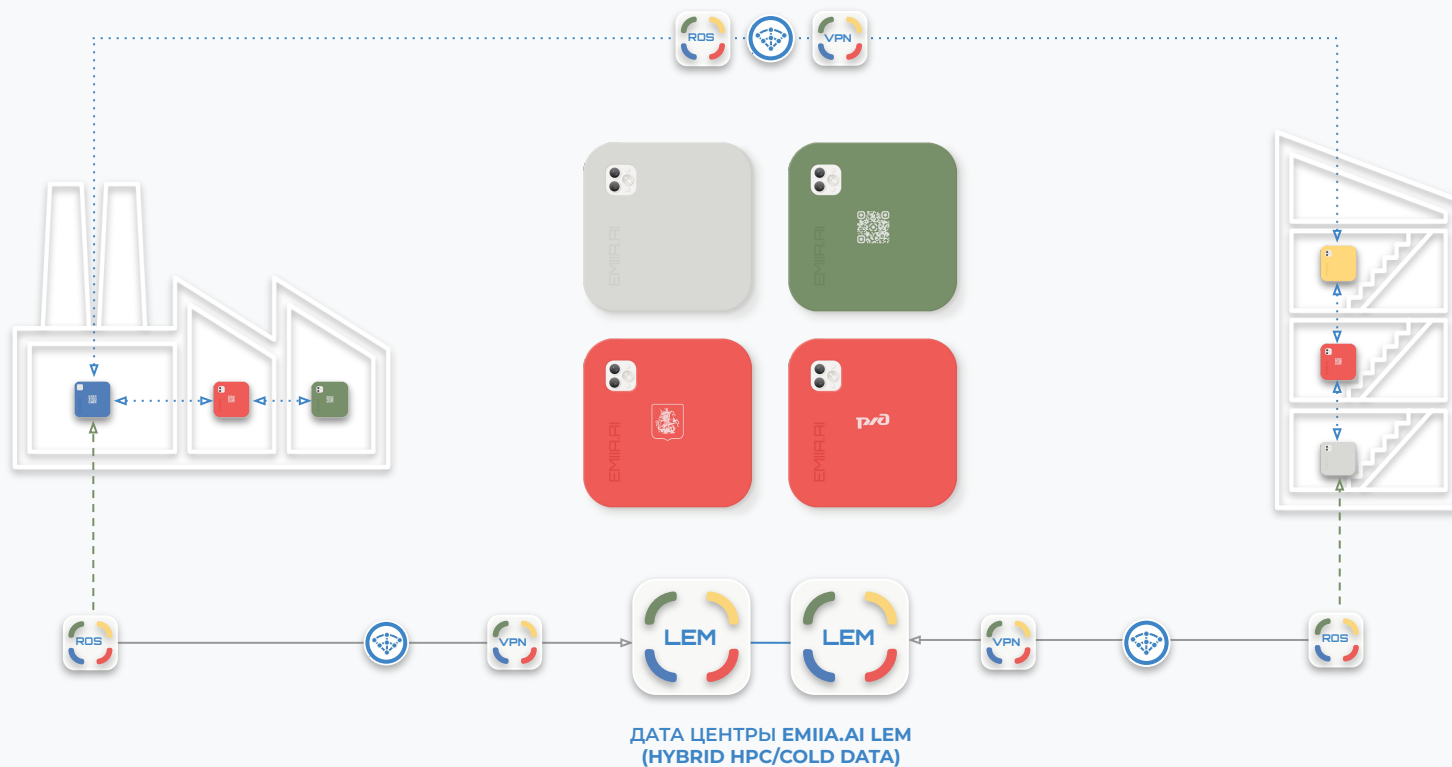 ROS
VPN
EMIIA.AI
EMIIA.AI
EMIIA.AI
EMIIA.AI
ржд
ROS
VPN
LEM
LEM
VPN
ROS
ДАТА ЦЕНТРЫ EMIIA.AI LEM
(HYBRID HPC/COLD DATA)